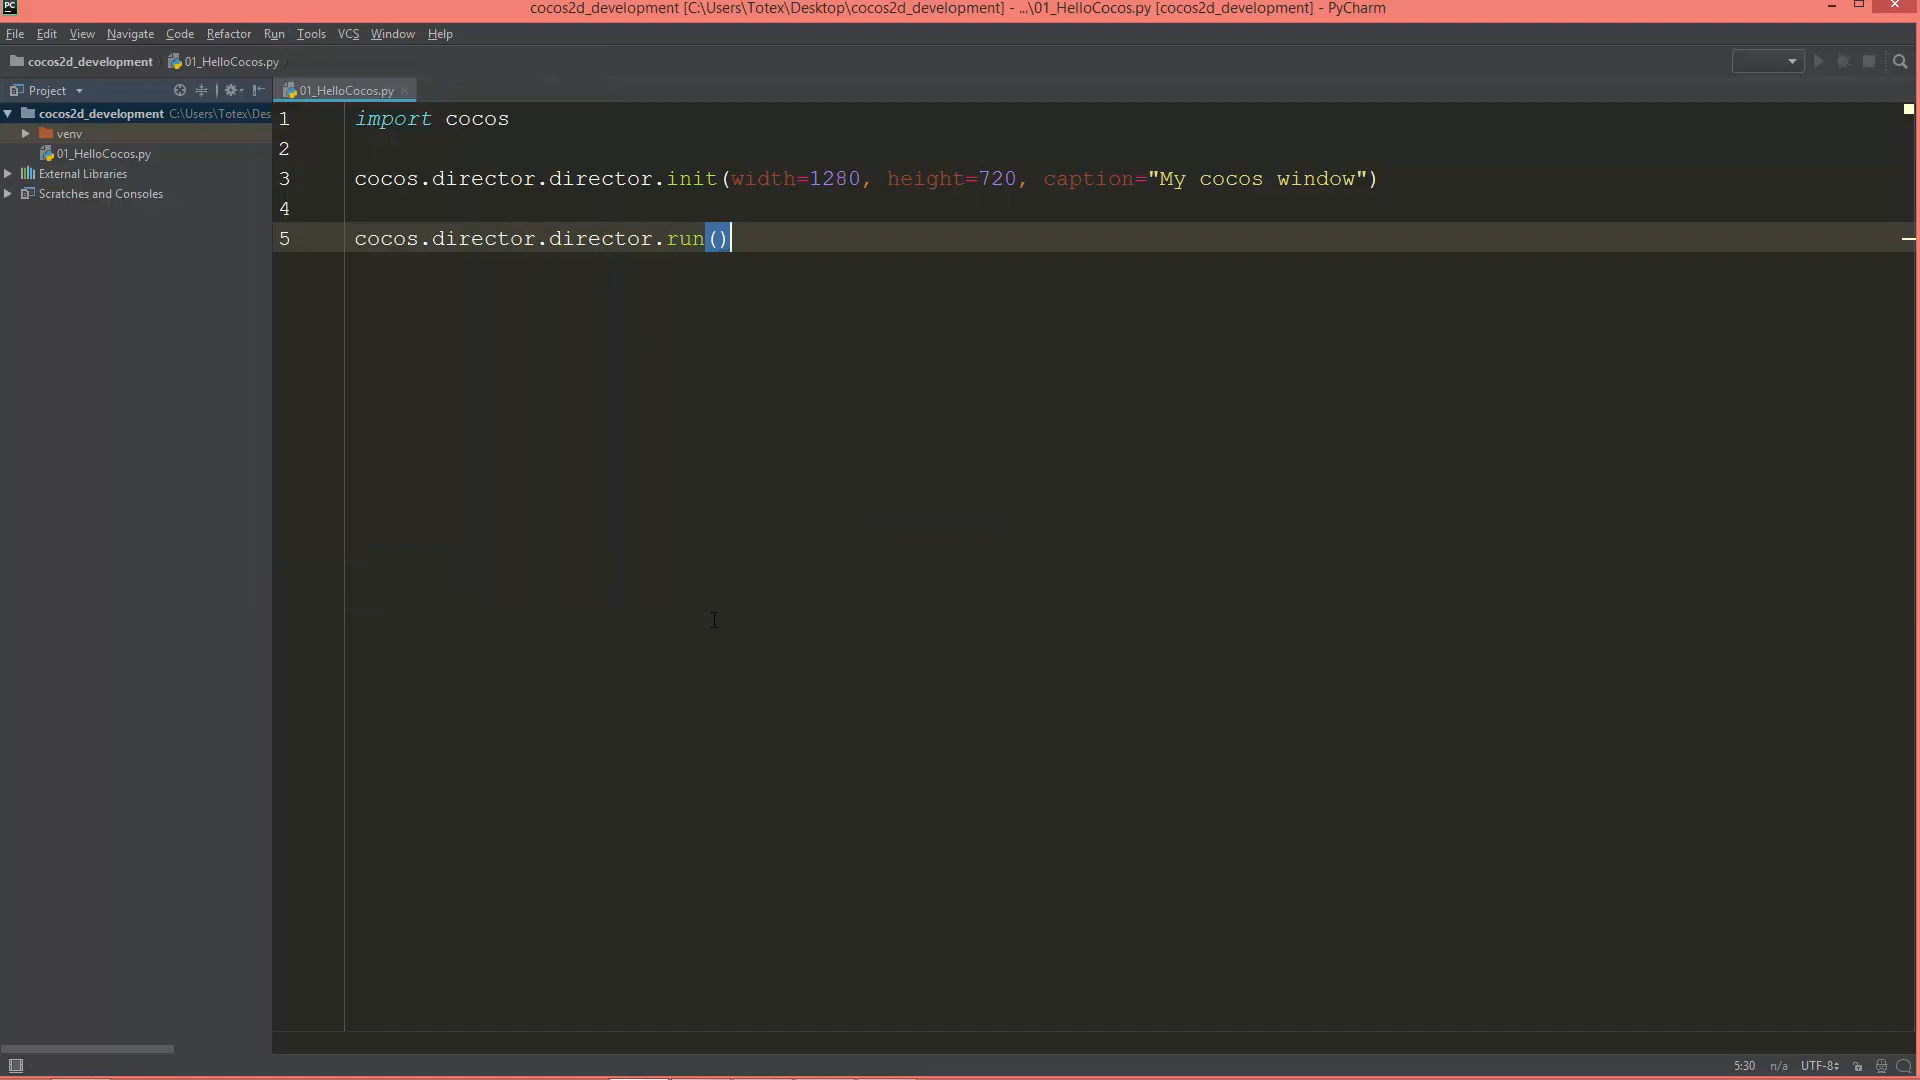 PC
cocos2d_development [C:\Users\Totex\Desktop\cocos2d_development] - ...\01_HelloCocos.py [cocos2d_development] - PyCharm
File Edit View Navigate Code Refactor Run Tools VCS Window Help
cocos2d_development 01_HelloCocos.py
Project
01_HelloCocos.py
cocos2d_development C:\Users\Totex\Des
venv
01_HelloCocos.py
External Libraries
Scratches and Consoles
1 import cocos
2
3 cocos.director.director.init(width=1280, height=720, caption="My cocos window")
4
5 cocos.director.director.run()
5:30 n/a UTF-8